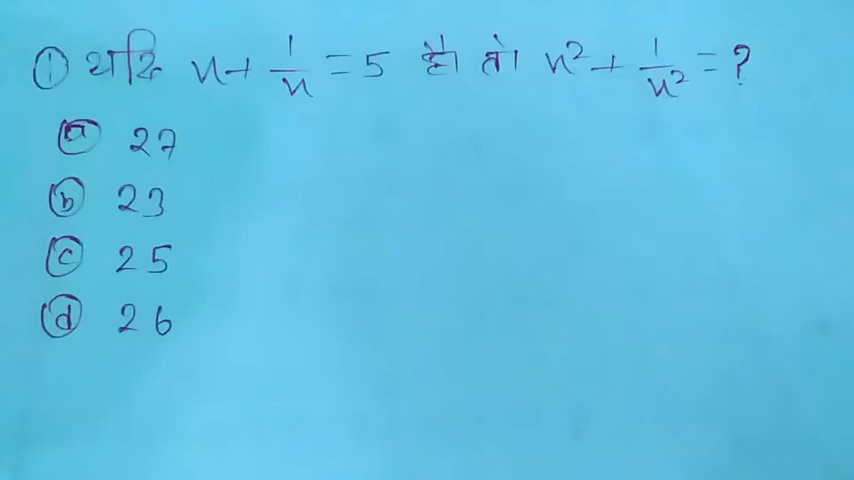 ① यदि x + 1/x = 5 हो तो x² + 1/x² = ?
ⓐ 27
ⓑ 23
ⓒ 25
ⓓ 26